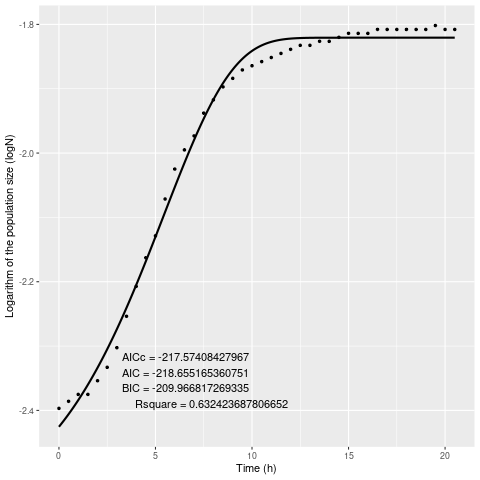 -1.8
-2.0
-2.2
-2.4
Logarithm of the population size (logN)
AICc = -217.57408427967
AIC = -218.655165360751
BIC = -209.966817269335
Rsquare = 0.632423687806652
0 5 10 15 20
Time (h)